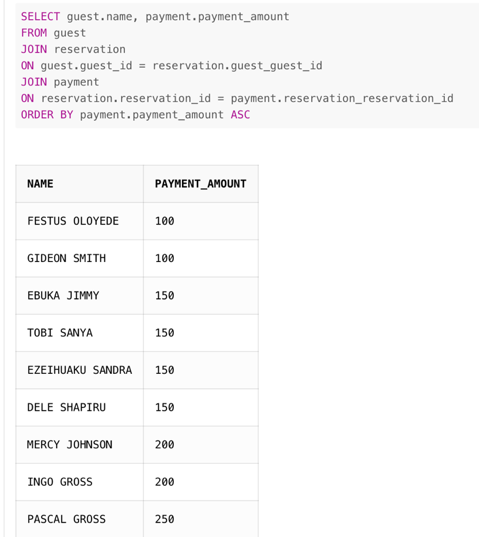 SELECT guest.name, payment.payment_amount
FROM guest
JOIN reservation
ON guest.guest_id = reservation.guest_guest_id
JOIN payment
ON reservation.reservation_id = payment.reservation_reservation_id
ORDER BY payment.payment_amount ASC
NAME PAYMENT_AMOUNT
FESTUS OLOYEDE 100
GIDEON SMITH 100
EBUKA JIMMY 150
TOBI SANYA 150
EZEIHUAKU SANDRA 150
DELE SHAPIRU 150
MERCY JOHNSON 200
INGO GROSS 200
PASCAL GROSS 250